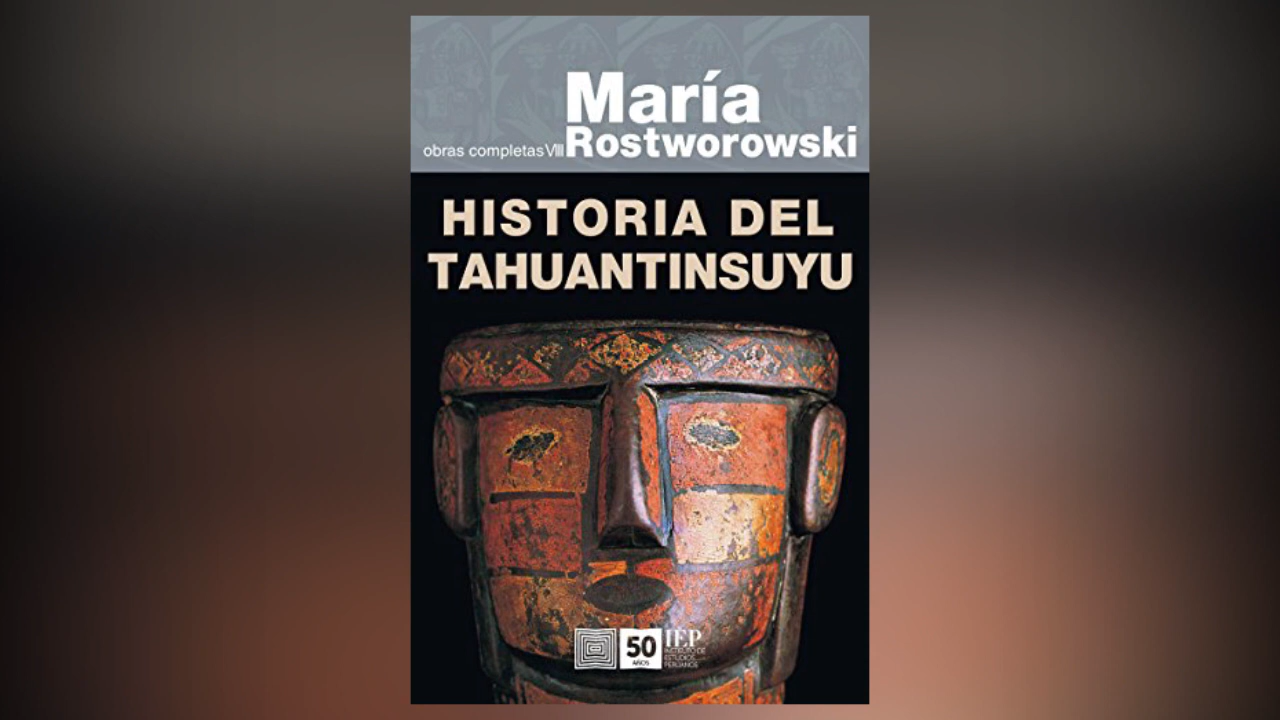 María
obras completas VIII Rostworowski
HISTORIA DEL
TAHUANTINSUYU
50
AÑOS
IEP
INSTITUTO DE
ESTUDIOS
PERUANOS